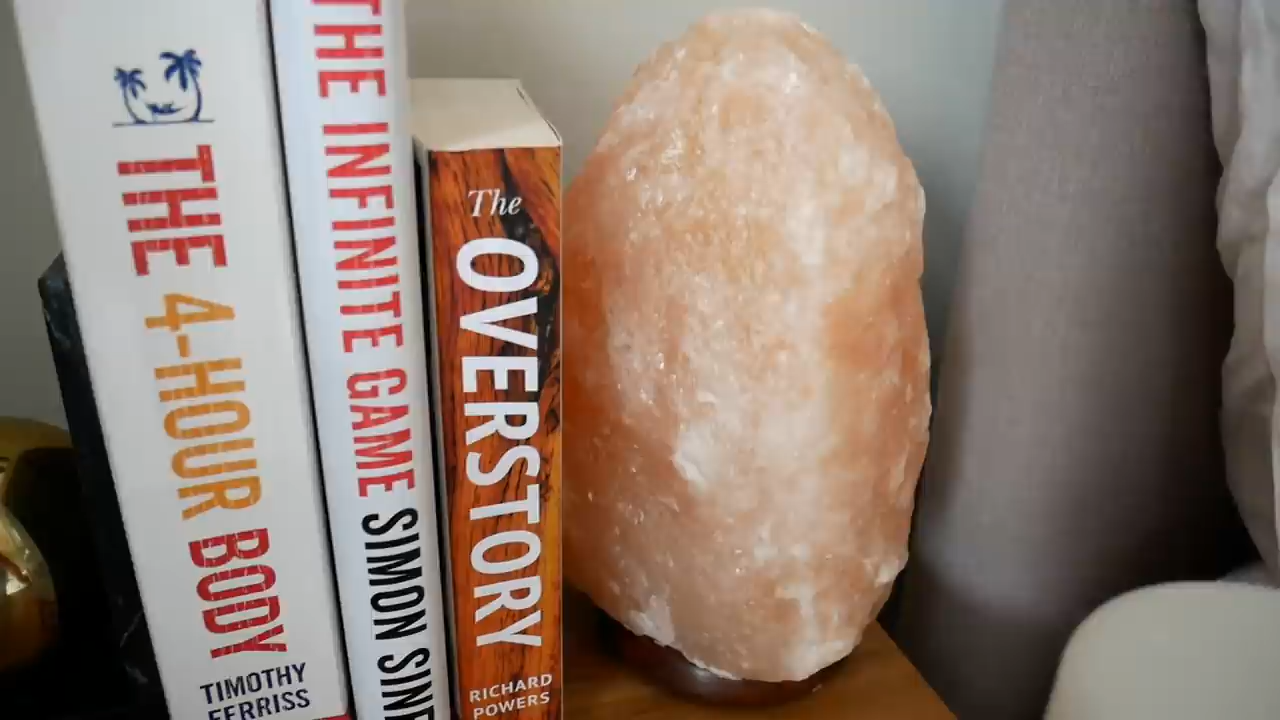 THE 4-HOUR BODY
TIMOTHY
FERRISS
THE INFINITE GAME SIMON
The
OVERSTORY
RICHARD
POWERS